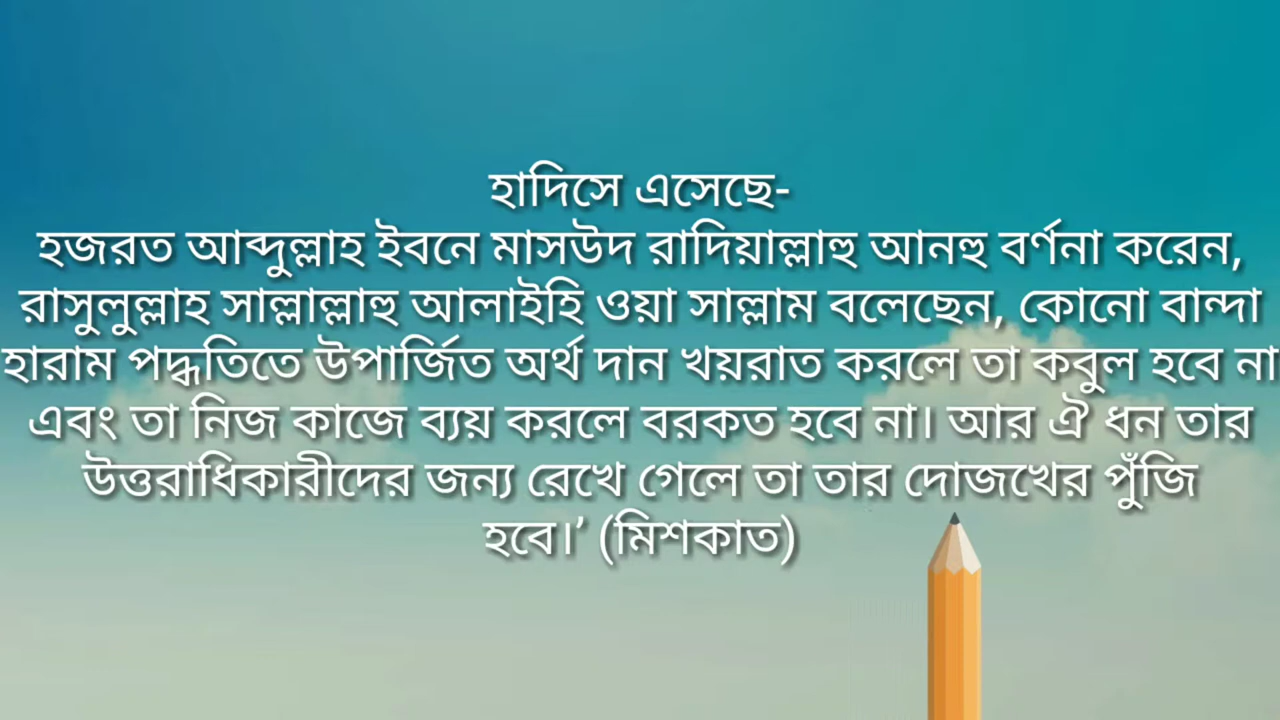 হাদিসে এসেছে-
হজরত আব্দুল্লাহ ইবনে মাসউদ রাদিয়াল্লাহু আনহু বর্ণনা করেন,
রাসুলুল্লাহ সাল্লাল্লাহু আলাইহি ওয়া সাল্লাম বলেছেন, কোনো বান্দা
হারাম পদ্ধতিতে উপার্জিত অর্থ দান খয়রাত করলে তা কবুল হবে না
এবং তা নিজ কাজে ব্যয় করলে বরকত হবে না। আর ঐ ধন তার
উত্তরাধিকারীদের জন্য রেখে গেলে তা তার দোজখের পুঁজি
হবে।’ (মিশকাত)